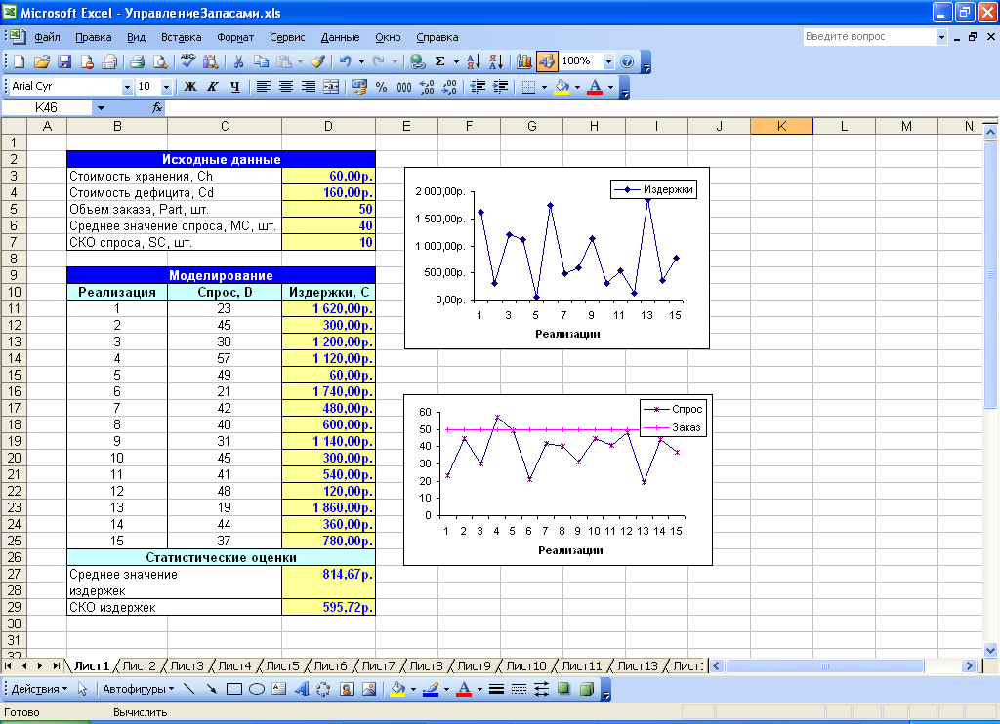 Microsoft Excel - УправлениеЗапасами.xls
Файл Правка Вид Вставка Формат Сервис Данные Окно Справка Введите вопрос
100%
Arial Cyr 10 Ж К Ч % 000
K46 fx
A B C D E F G H I J K L M N
1
2 Исходные данные
3 Стоимость хранения, Ch 60,00р.
4 Стоимость дефицита, Cd 160,00р.
5 Объем заказа, Part, шт. 50
6 Среднее значение спроса, МС, шт. 40
7 СКО спроса, SC, шт. 10
8
9 Моделирование
10 Реализация Спрос, D Издержки, С
11 1 23 1 620,00р.
12 2 45 300,00р.
13 3 30 1 200,00р.
14 4 57 1 120,00р.
15 5 49 60,00р.
16 6 21 1 740,00р.
17 7 42 480,00р.
18 8 40 600,00р.
19 9 31 1 140,00р.
20 10 45 300,00р.
21 11 41 540,00р.
22 12 48 120,00р.
23 13 19 1 860,00р.
24 14 44 360,00р.
25 15 37 780,00р.
26 Статистические оценки
27 Среднее значение 814,67р.
28 издержек
29 СКО издержек 595,72р.
30
31
32
Издержки
2 000,00р.
1 500,00р.
1 000,00р.
500,00р.
0,00р.
1 3 5 7 9 11 13 15
Реализации
Спрос
Заказ
60
50
40
30
20
10
0
1 2 3 4 5 6 7 8 9 10 11 12 13 14 15
Реализации
Лист1 Лист2 Лист3 Лист4 Лист5 Лист6 Лист7 Лист8 Лист9 Лист10 Лист11 Лист13 Лист
Действия Автофигуры
Готово Вычислить